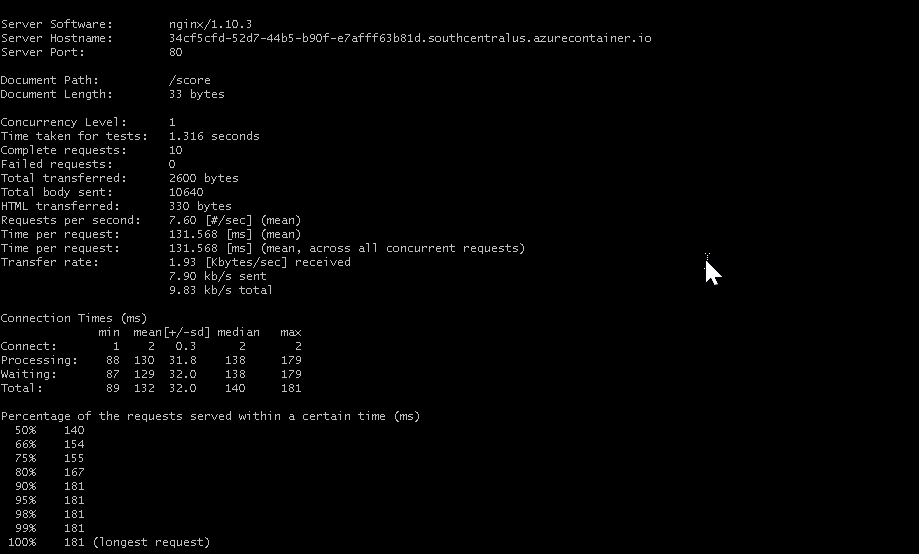 Server Software:        nginx/1.10.3
Server Hostname:        34cf5cfd-52d7-44b5-b90f-e7afff63b81d.southcentralus.azurecontainer.io
Server Port:            80

Document Path:          /score
Document Length:        33 bytes

Concurrency Level:      1
Time taken for tests:   1.316 seconds
Complete requests:      10
Failed requests:        0
Total transferred:      2600 bytes
Total body sent:        10640
HTML transferred:       330 bytes
Requests per second:    7.60 [#/sec] (mean)
Time per request:       131.568 [ms] (mean)
Time per request:       131.568 [ms] (mean, across all concurrent requests)
Transfer rate:          1.93 [Kbytes/sec] received
                        7.90 kb/s sent
                        9.83 kb/s total

Connection Times (ms)
              min  mean[+/-sd] median   max
Connect:        1    2   0.3      2       2
Processing:    88  130  31.8    138     179
Waiting:       87  129  32.0    138     179
Total:         89  132  32.0    140     181

Percentage of the requests served within a certain time (ms)
  50%    140
  66%    154
  75%    155
  80%    167
  90%    181
  95%    181
  98%    181
  99%    181
 100%    181 (longest request)